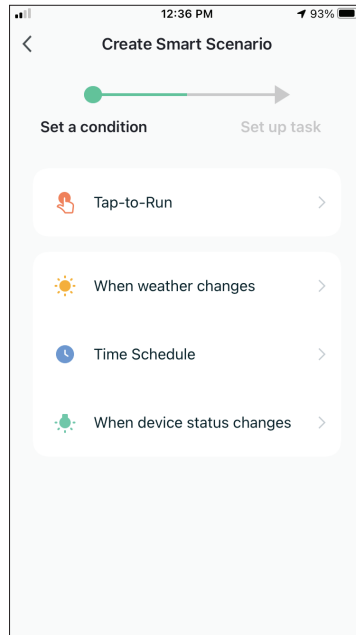 12:36 PM 93%
Create Smart Scenario
Set a condition Set up task
Tap-to-Run
When weather changes
Time Schedule
When device status changes